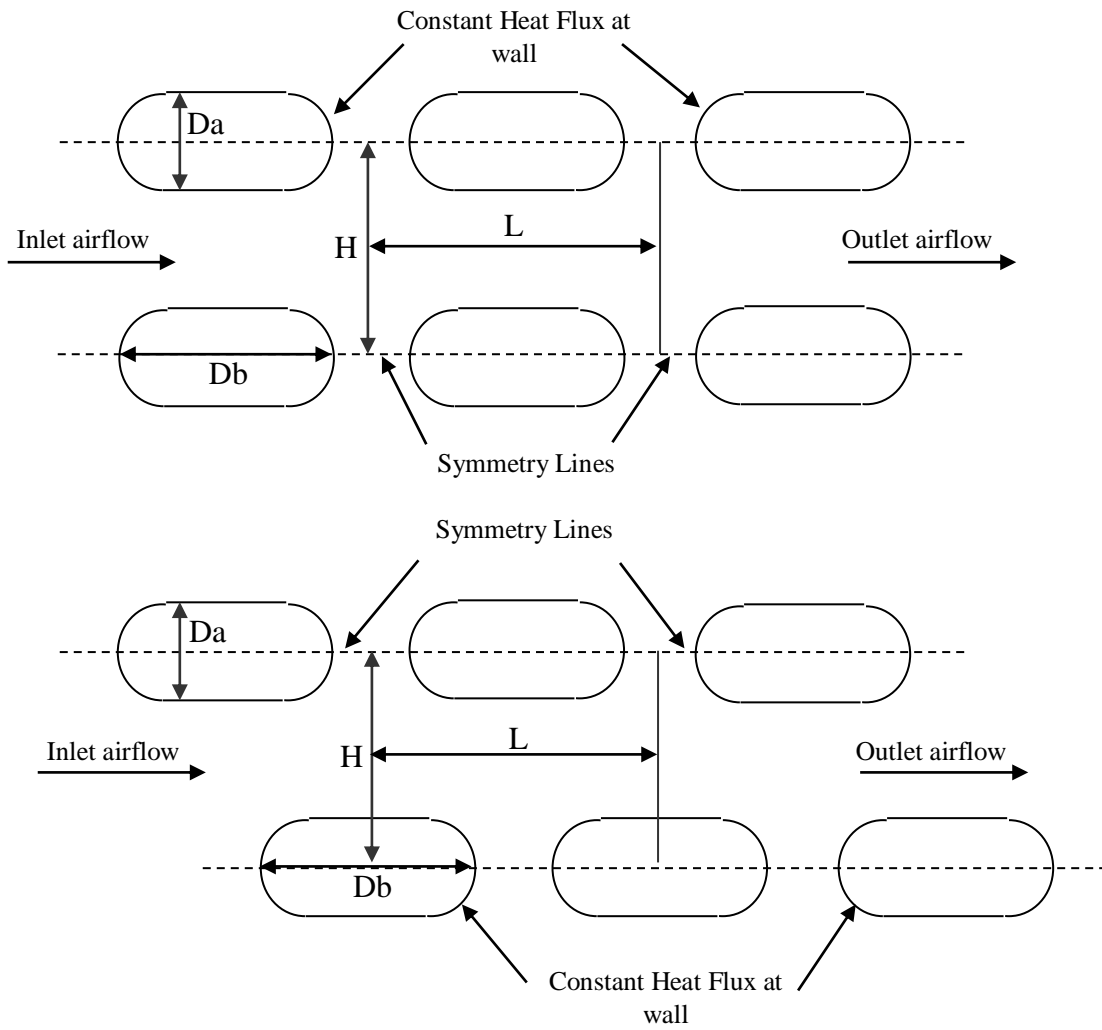 Constant Heat Flux at
wall
Da
Inlet airflow
H
L
Outlet airflow
Db
Symmetry Lines
Symmetry Lines
Da
Inlet airflow
H
L
Outlet airflow
Db
Constant Heat Flux at
wall